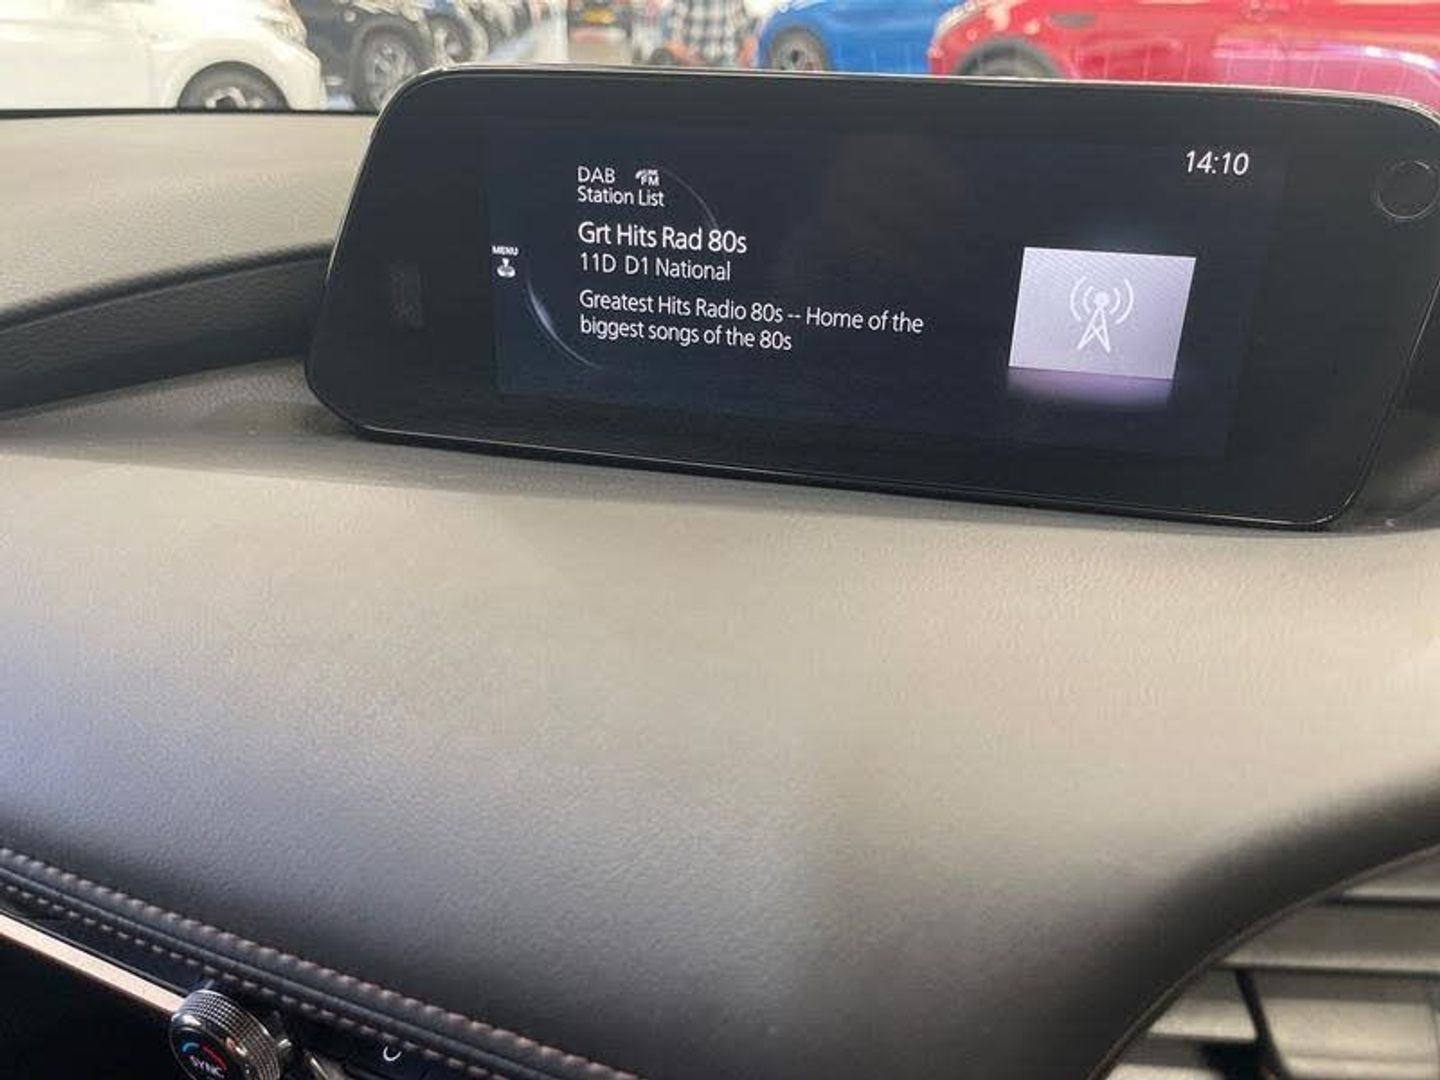 14:10
DAB FM
Station List
Grt Hits Rad 80s
MENU
11D D1 National
Greatest Hits Radio 80s -- Home of the
biggest songs of the 80s
SYNC